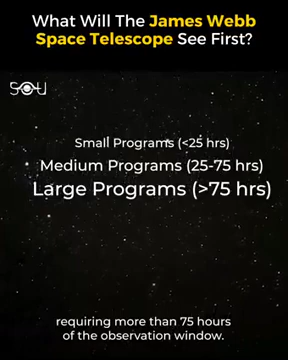 What Will The James Webb
Space Telescope See First?
SOU
Small Programs (<25 hrs)
Medium Programs (25-75 hrs)
Large Programs (>75 hrs)
requiring more than 75 hours
of the observation window.